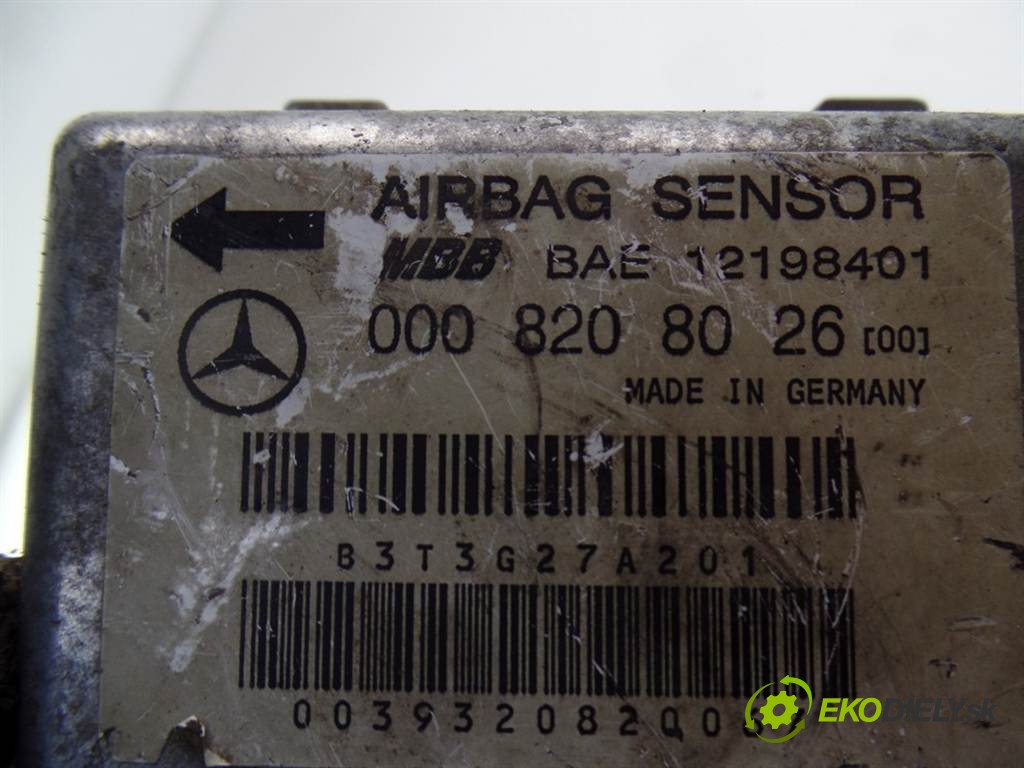 AIRBAG SENSOR
MBB BAE 12198401
000 820 80 26 [00]
MADE IN GERMANY
B3T3G27A201
EKODIELY.sk